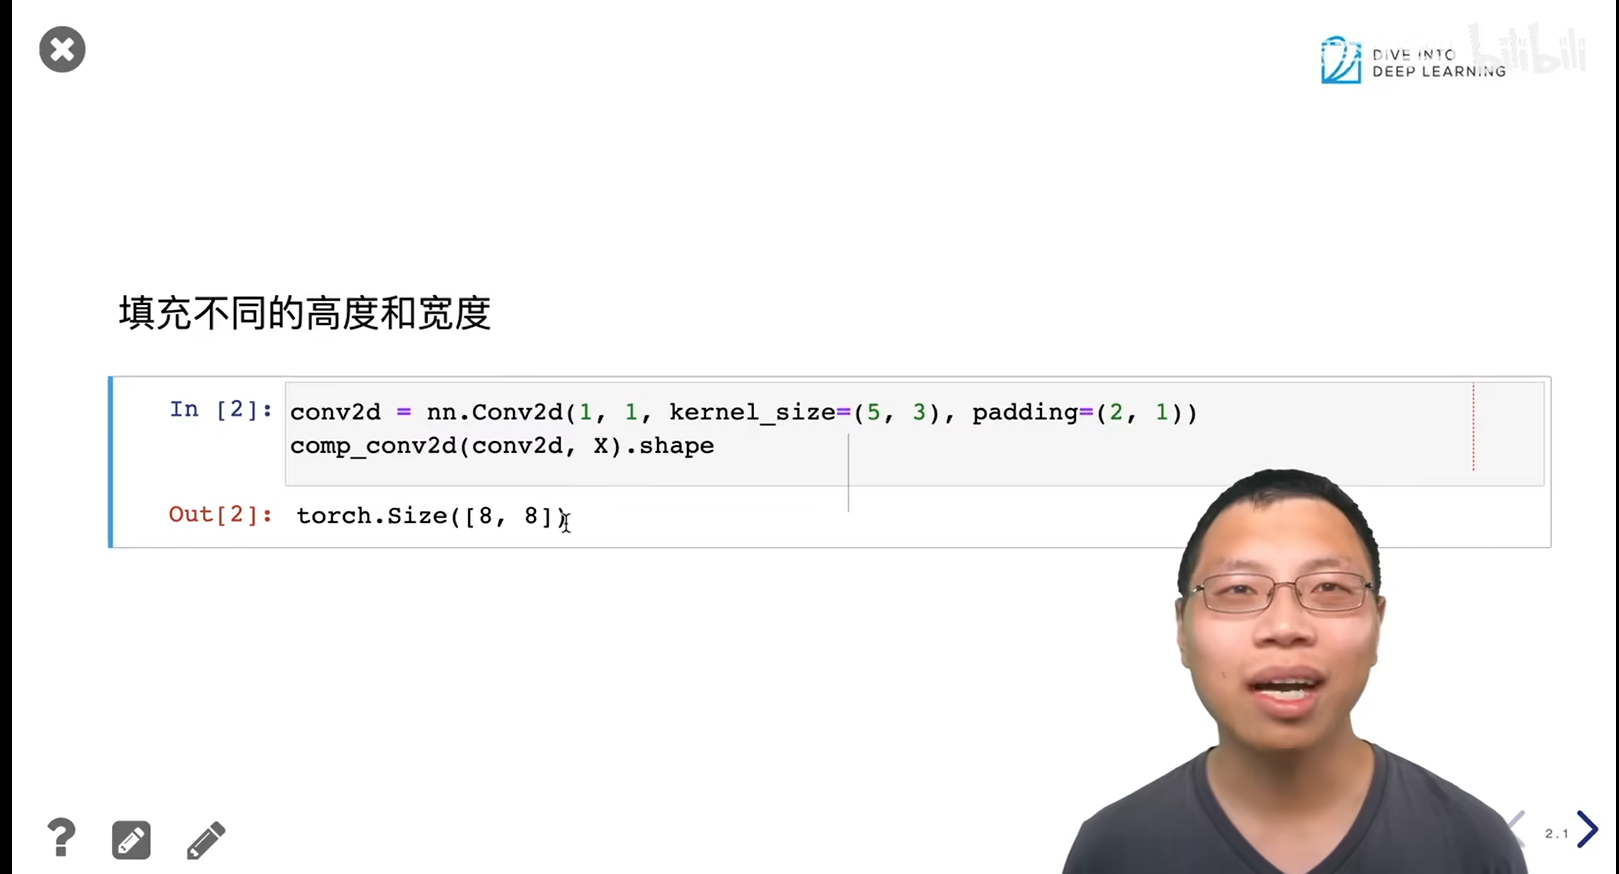 DIVE INTO
DEEP LEARNING
bilibili
填充不同的高度和宽度
In [2]: conv2d = nn.Conv2d(1, 1, kernel_size=(5, 3), padding=(2, 1))
comp_conv2d(conv2d, X).shape
Out[2]: torch.Size([8, 8])
?
2.1